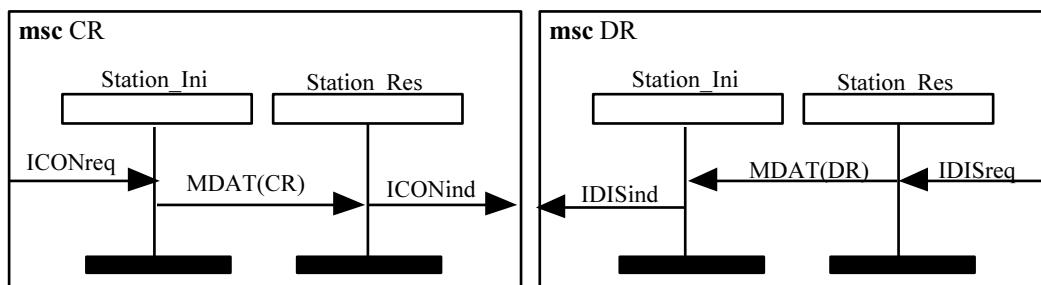 msc CR
Station_Ini
Station_Res
ICONreq
MDAT(CR)
ICONind
msc DR
Station_Ini
Station_Res
MDAT(DR)
IDISreq
IDISind